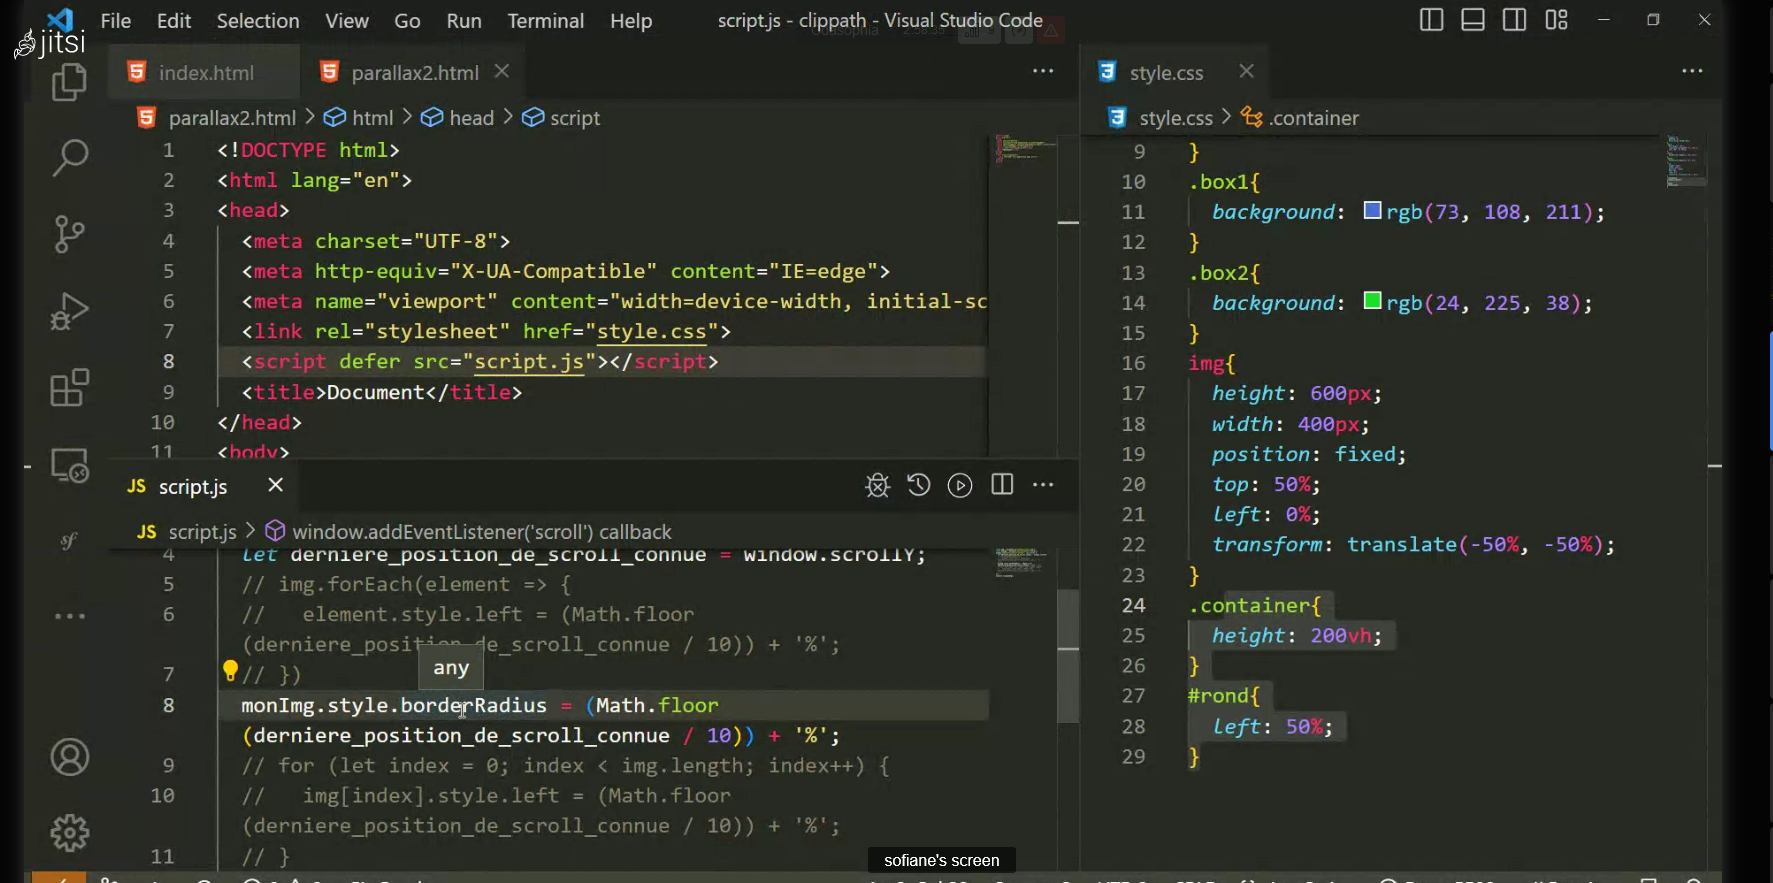 File Edit Selection View Go Run Terminal Help script.js - clippath - Visual Studio Code
jitsi
index.html parallax2.html
parallax2.html > html > head > script
1 <!DOCTYPE html>
2 <html lang="en">
3 <head>
4 <meta charset="UTF-8">
5 <meta http-equiv="X-UA-Compatible" content="IE=edge">
6 <meta name="viewport" content="width=device-width, initial-sc
7 <link rel="stylesheet" href="style.css">
8 <script defer src="script.js"></script>
9 <title>Document</title>
10 </head>
11 <body>
JS script.js
JS script.js > window.addEventListener('scroll') callback
4 let derniere_position_de_scroll_connue = window.scrollY;
5 // img.forEach(element => {
6 // element.style.left = (Math.floor
(derniere_position_de_scroll_connue / 10)) + '%';
any
7 // })
8 monImg.style.borderRadius = (Math.floor
(derniere_position_de_scroll_connue / 10)) + '%';
9 // for (let index = 0; index < img.length; index++) {
10 // img[index].style.left = (Math.floor
(derniere_position_de_scroll_connue / 10)) + '%';
11 // }
style.css
style.css > .container
9 }
10 .box1{
11 background: rgb(73, 108, 211);
12 }
13 .box2{
14 background: rgb(24, 225, 38);
15 }
16 img{
17 height: 600px;
18 width: 400px;
19 position: fixed;
20 top: 50%;
21 left: 0%;
22 transform: translate(-50%, -50%);
23 }
24 .container{
25 height: 200vh;
26 }
27 #rond{
28 left: 50%;
29 }
sofiane's screen